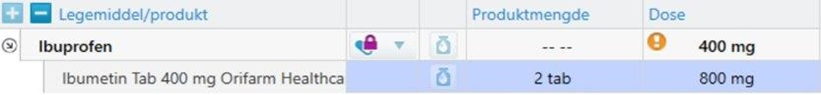 Legemiddel/produkt Produktmengde Dose
Ibuprofen -- -- 400 mg
Ibumetin Tab 400 mg Orifarm Healthca 2 tab 800 mg